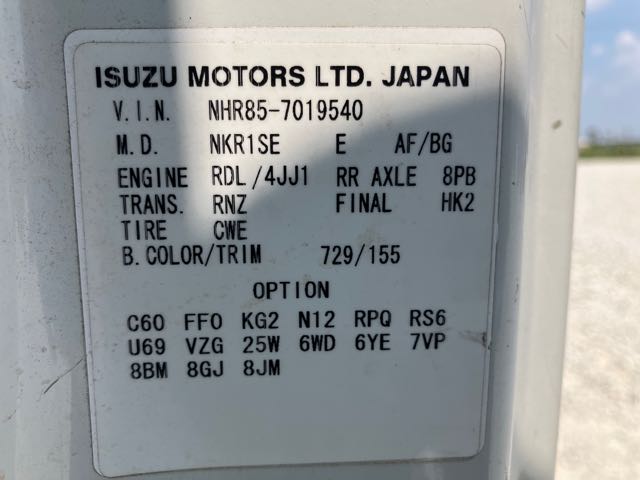 ISUZU MOTORS LTD. JAPAN
V.I.N. NHR85-7019540
M.D. NKR1SE E AF/BG
ENGINE RDL/4JJ1 RR AXLE 8PB
TRANS. RNZ FINAL HK2
TIRE CWE
B.COLOR/TRIM 729/155
OPTION
C60 FF0 KG2 N12 RPQ RS6
U69 VZG 25W 6WD 6YE 7VP
8BM 8GJ 8JM